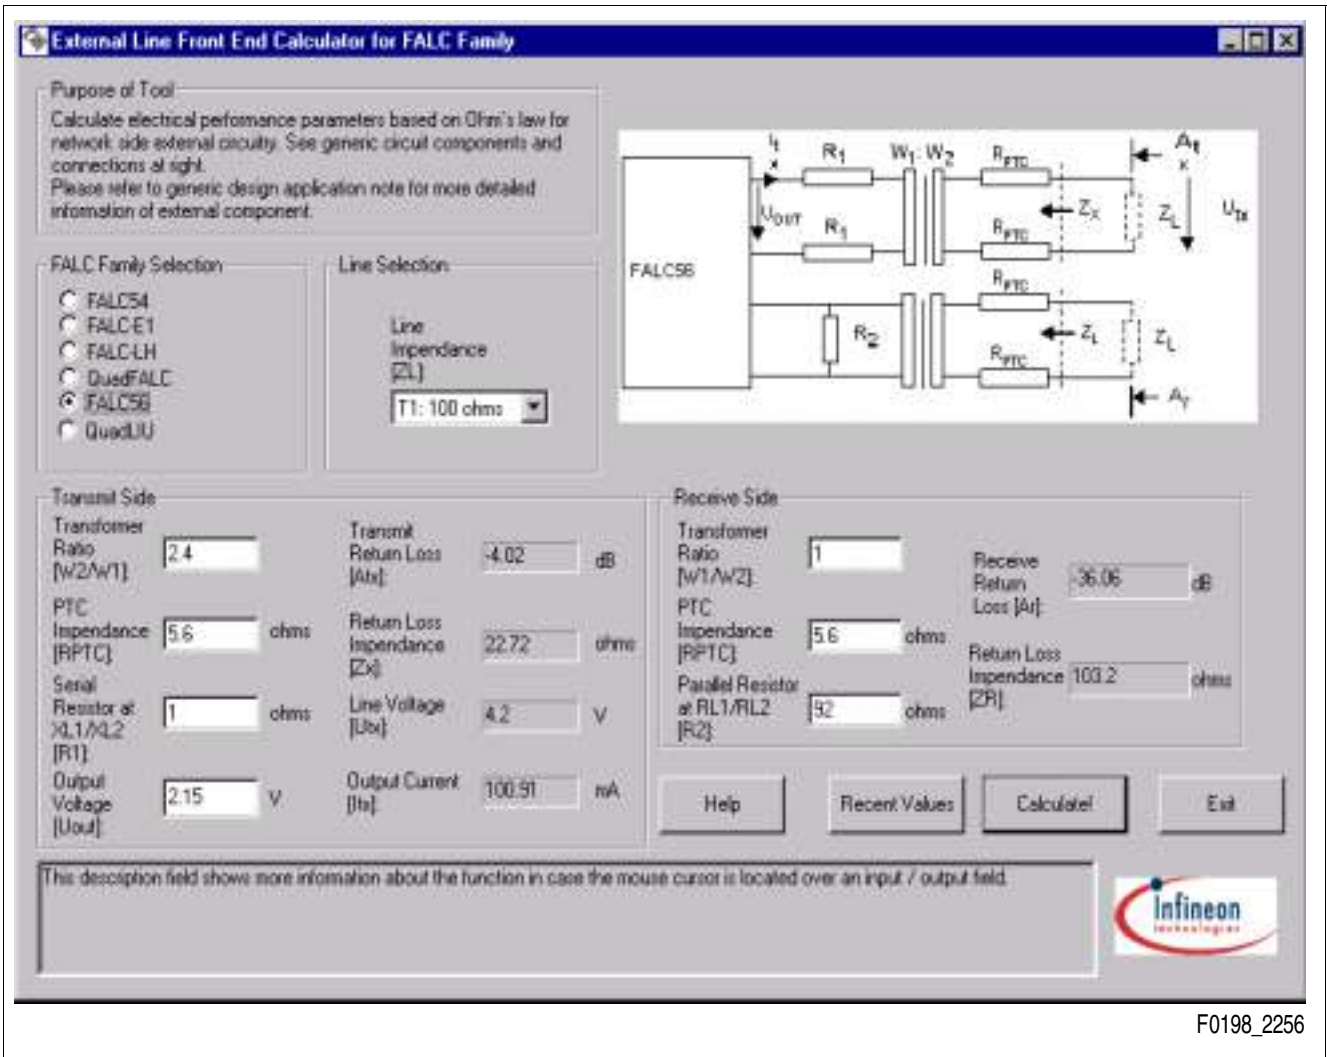 External Line Front End Calculator for FALC Family
Purpose of Tool
Calculate electrical performance parameters based on Ohm's law for
network side external circuitry. See generic circuit components and
connections at right.
Please refer to generic design application note for more detailed
information of external component.
FALC Family Selection
FALC54
FALC-E1
FALC-LH
QuadFALC
FALC56
QuadLIU
Line Selection
Line
Impendance
[ZL]
T1: 100 ohms
FALC56
It
x
R1
W1 : W2
RPTC
At
x
UOUT
R1
RPTC
ZX
ZL
Utx
R2
RPTC
RPTC
ZL
ZL
Ar
Transmit Side
Transformer
Ratio
[W2/W1]:
2.4
PTC
Impendance
[RPTC]:
5.6
ohms
Serial
Resistor at
XL1/XL2
[R1]:
1
ohms
Output
Voltage
[Uout]:
2.15
V
Transmit
Return Loss
[Atx]:
-4.02
dB
Return Loss
Impendance
[Zx]:
22.72
ohms
Line Voltage
[Utx]:
4.2
V
Output Current
[Itx]:
100.91
mA
Receive Side
Transformer
Ratio
[W1/W2]:
1
PTC
Impendance
[RPTC]:
5.6
ohms
Parallel Resistor
at RL1/RL2
[R2]:
92
ohms
Receive
Return
Loss [Ar]:
-36.06
dB
Return Loss
Impendance
[ZR]:
103.2
ohms
Help
Recent Values
Calculate!
Exit
This description field shows more information about the function in case the mouse cursor is located over an input / output field.
Infineon
technologies
F0198_2256